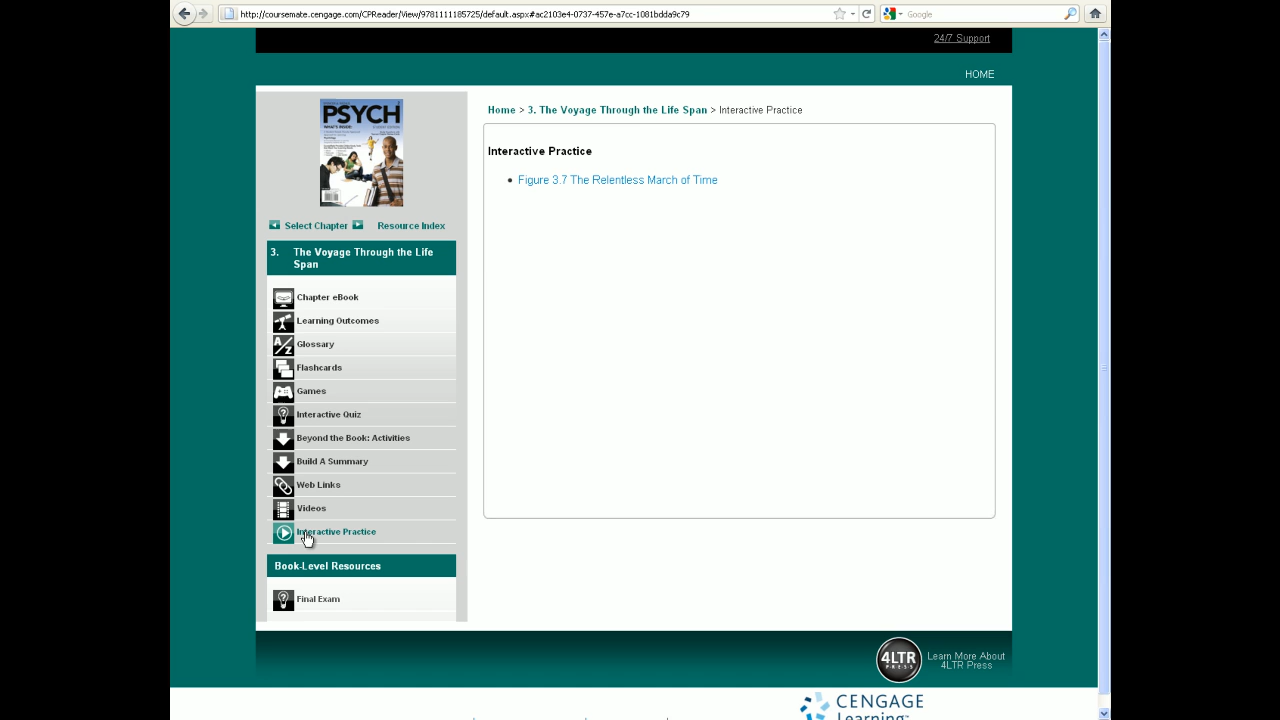 http://coursemate.cengage.com/CPReader/View/9781111185725/default.aspx#ac2103e4-0737-457e-a7cc-1081bdda9c79
Google
24/7 Support
HOME
PSYCH
WHAT'S INSIDE:
Select Chapter
Resource Index
3. The Voyage Through the Life
Span
Chapter eBook
Learning Outcomes
A/Z Glossary
Flashcards
Games
Interactive Quiz
Beyond the Book: Activities
Build A Summary
Web Links
Videos
Interactive Practice
Book-Level Resources
Final Exam
Home > 3. The Voyage Through the Life Span > Interactive Practice
Interactive Practice
• Figure 3.7 The Relentless March of Time
4LTR
PRESS
Learn More About
4LTR Press
CENGAGE
Learning™